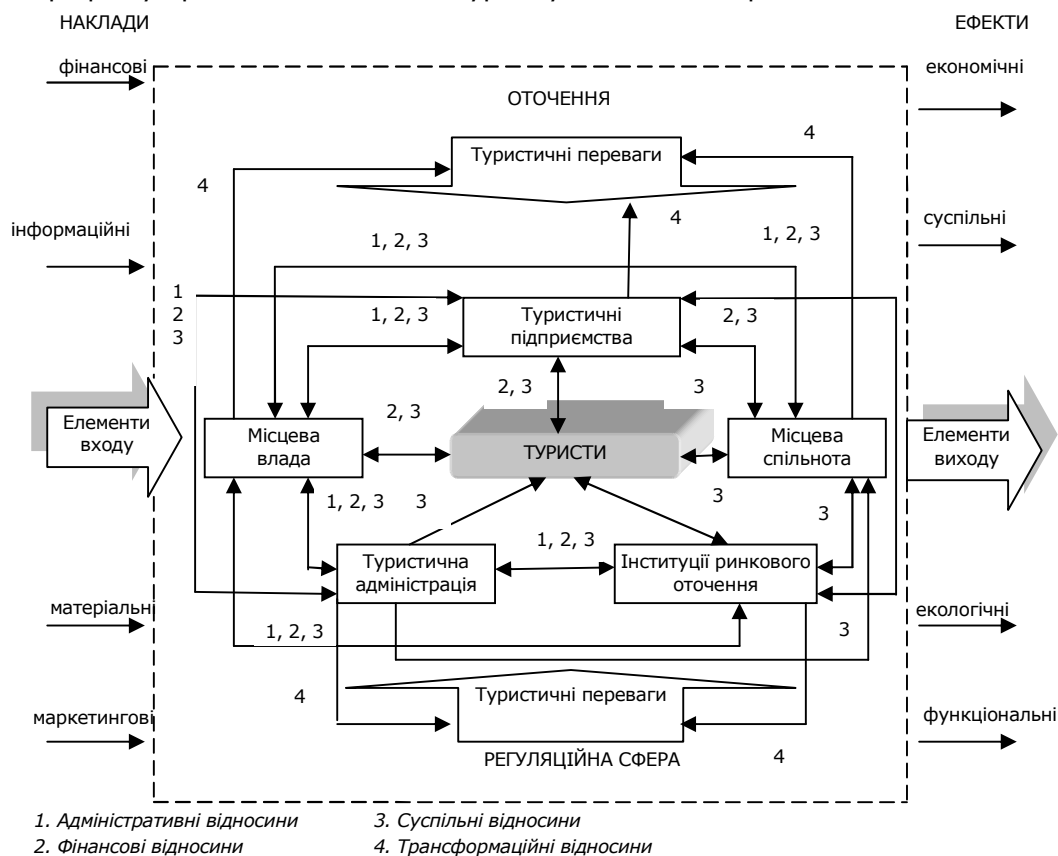 НАКЛАДИ
ЕФЕКТИ
фінансові
економічні
ОТОЧЕННЯ
4
Туристичні переваги
4
4
інформаційні
суспільні
1, 2, 3
1, 2, 3
1
2
3
1, 2, 3
Туристичні
підприємства
2, 3
2, 3
3
2, 3
Елементи
входу
Місцева
влада
ТУРИСТИ
Місцева
спільнота
Елементи
виходу
1, 2, 3
3
3
3
1, 2, 3
Туристична
адміністрація
Інституції ринкового
оточення
матеріальні
екологічні
1, 2, 3
3
4
Туристичні переваги
маркетингові
функціональні
РЕГУЛЯЦІЙНА СФЕРА
4
1. Адміністративні відносини
3. Суспільні відносини
2. Фінансові відносини
4. Трансформаційні відносини